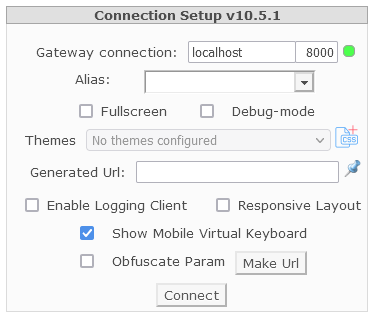 Connection Setup v10.5.1
Gateway connection: localhost 8000
Alias:
Fullscreen Debug-mode
Themes No themes configured CSS
Generated Url:
Enable Logging Client Responsive Layout
Show Mobile Virtual Keyboard
Obfuscate Param Make Url
Connect